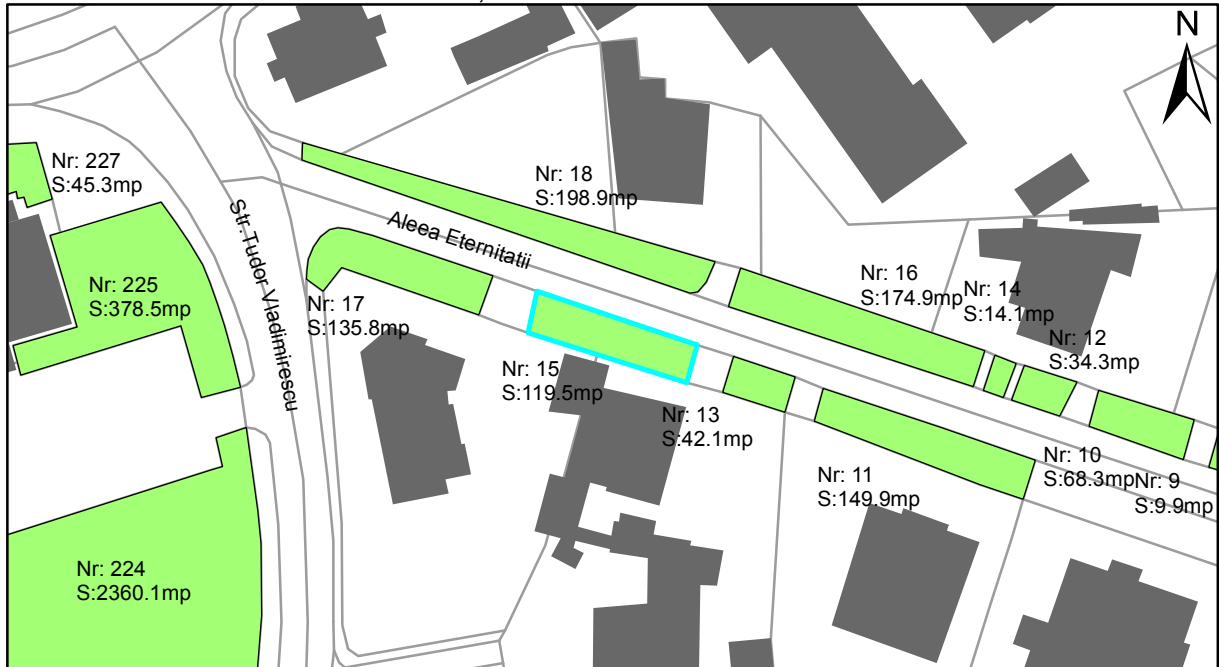 N
Nr: 227
S:45.3mp
Nr: 18
S:198.9mp
Aleea Eternitatii
Str.Tudor Vladimirescu
Nr: 225
S:378.5mp
Nr: 16
S:174.9mp
Nr: 14
S:14.1mp
Nr: 17
S:135.8mp
Nr: 12
S:34.3mp
Nr: 15
S:119.5mp
Nr: 13
S:42.1mp
Nr: 11
S:149.9mp
Nr: 10
S:68.3mp
Nr: 9
S:9.9mp
Nr: 224
S:2360.1mp